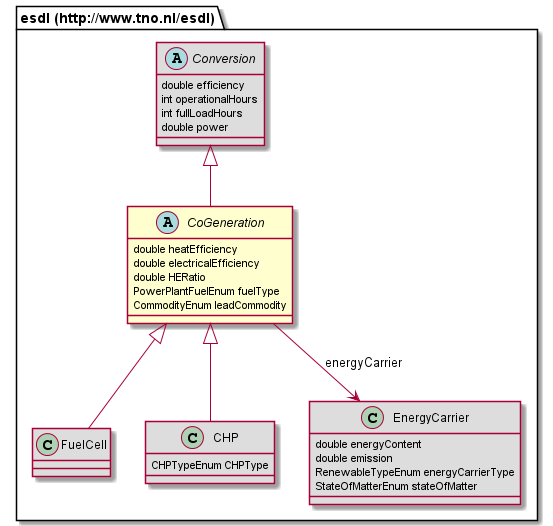 esdl (http://www.tno.nl/esdl)
A Conversion
double efficiency
int operationalHours
int fullLoadHours
double power
A CoGeneration
double heatEfficiency
double electricalEfficiency
double HERatio
PowerPlantFuelEnum fuelType
CommodityEnum leadCommodity
energyCarrier
C FuelCell
C CHP
CHPTypeEnum CHPType
C EnergyCarrier
double energyContent
double emission
RenewableTypeEnum energyCarrierType
StateOfMatterEnum stateOfMatter